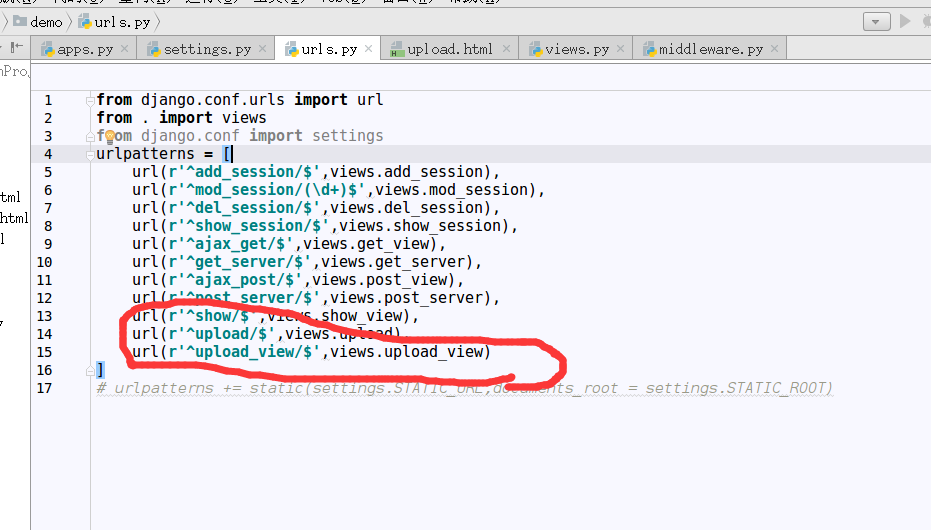 demo urls.py
apps.py settings.py urls.py upload.html views.py middleware.py
1 from django.conf.urls import url
2 from . import views
3 from django.conf import settings
4 urlpatterns = [
5 url(r'^add_session/$',views.add_session),
6 url(r'^mod_session/(\d+)$',views.mod_session),
7 url(r'^del_session/$',views.del_session),
8 url(r'^show_session/$',views.show_session),
9 url(r'^ajax_get/$',views.get_view),
10 url(r'^get_server/$',views.get_server),
11 url(r'^ajax_post/$',views.post_view),
12 url(r'^post_server/$',views.post_server),
13 url(r'^show/$',views.show_view),
14 url(r'^upload/$',views.upload),
15 url(r'^upload_view/$',views.upload_view)
16 ]
17 # urlpatterns += static(settings.STATIC_URL,documents_root = settings.STATIC_ROOT)